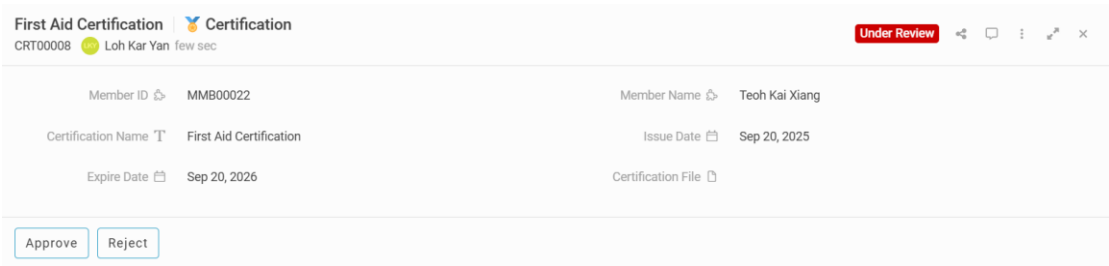 First Aid Certification Certification
CRT00008 LKY Loh Kar Yan few sec
Under Review
Member ID MMB00022
Member Name Teoh Kai Xiang
Certification Name T First Aid Certification
Issue Date Sep 20, 2025
Expire Date Sep 20, 2026
Certification File
Approve Reject